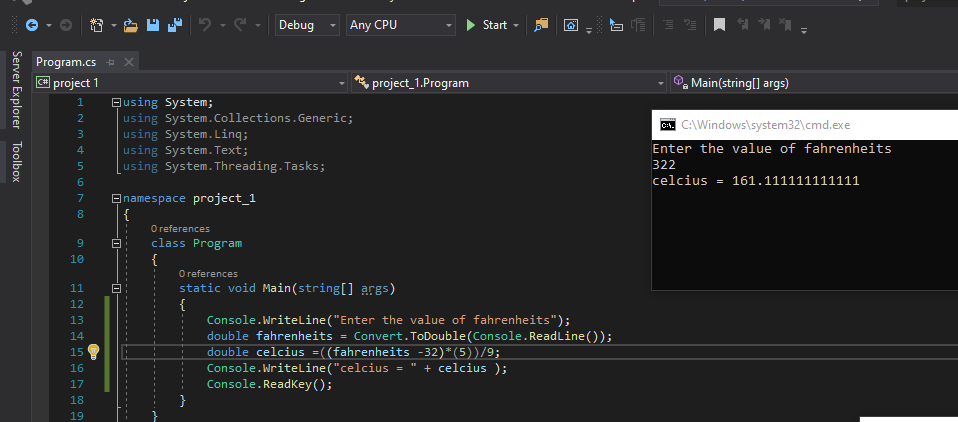 Debug Any CPU Start
Program.cs
project 1 project_1.Program Main(string[] args)
Server Explorer
Toolbox
1 using System;
2 using System.Collections.Generic;
3 using System.Linq;
4 using System.Text;
5 using System.Threading.Tasks;
6
7 namespace project_1
8 {
0 references
9 class Program
10 {
0 references
11 static void Main(string[] args)
12 {
13 Console.WriteLine("Enter the value of fahrenheits");
14 double fahrenheits = Convert.ToDouble(Console.ReadLine());
15 double celcius =((fahrenheits -32)*(5))/9;
16 Console.WriteLine("celcius = " + celcius );
17 Console.ReadKey();
18 }
19 }
C:\Windows\system32\cmd.exe
Enter the value of fahrenheits
322
celcius = 161.111111111111